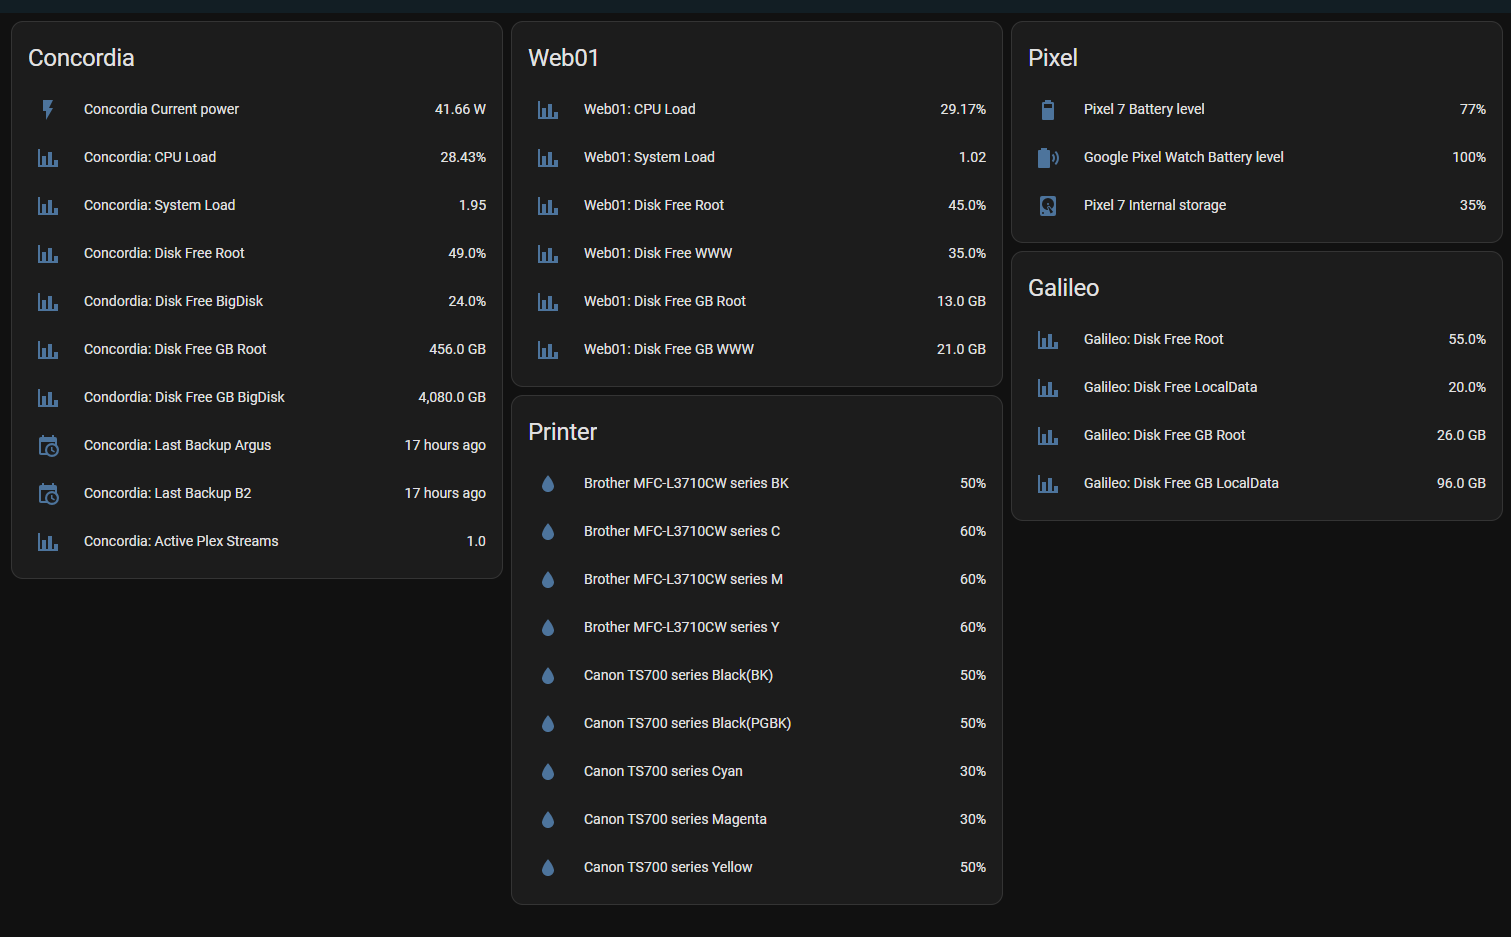 Concordia
Concordia Current power 41.66 W
Concordia: CPU Load 28.43%
Concordia: System Load 1.95
Concordia: Disk Free Root 49.0%
Condordia: Disk Free BigDisk 24.0%
Concordia: Disk Free GB Root 456.0 GB
Condordia: Disk Free GB BigDisk 4,080.0 GB
Concordia: Last Backup Argus 17 hours ago
Concordia: Last Backup B2 17 hours ago
Concordia: Active Plex Streams 1.0
Web01
Web01: CPU Load 29.17%
Web01: System Load 1.02
Web01: Disk Free Root 45.0%
Web01: Disk Free WWW 35.0%
Web01: Disk Free GB Root 13.0 GB
Web01: Disk Free GB WWW 21.0 GB
Printer
Brother MFC-L3710CW series BK 50%
Brother MFC-L3710CW series C 60%
Brother MFC-L3710CW series M 60%
Brother MFC-L3710CW series Y 60%
Canon TS700 series Black(BK) 50%
Canon TS700 series Black(PGBK) 50%
Canon TS700 series Cyan 30%
Canon TS700 series Magenta 30%
Canon TS700 series Yellow 50%
Pixel
Pixel 7 Battery level 77%
Google Pixel Watch Battery level 100%
Pixel 7 Internal storage 35%
Galileo
Galileo: Disk Free Root 55.0%
Galileo: Disk Free LocalData 20.0%
Galileo: Disk Free GB Root 26.0 GB
Galileo: Disk Free GB LocalData 96.0 GB